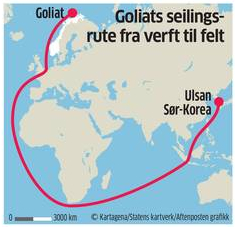 Goliat
Goliats seilings-
rute fra verft til felt
Ulsan
Sør-Korea
0 3000 km
© Kartagena/Statens kartverk/Aftenposten grafikk